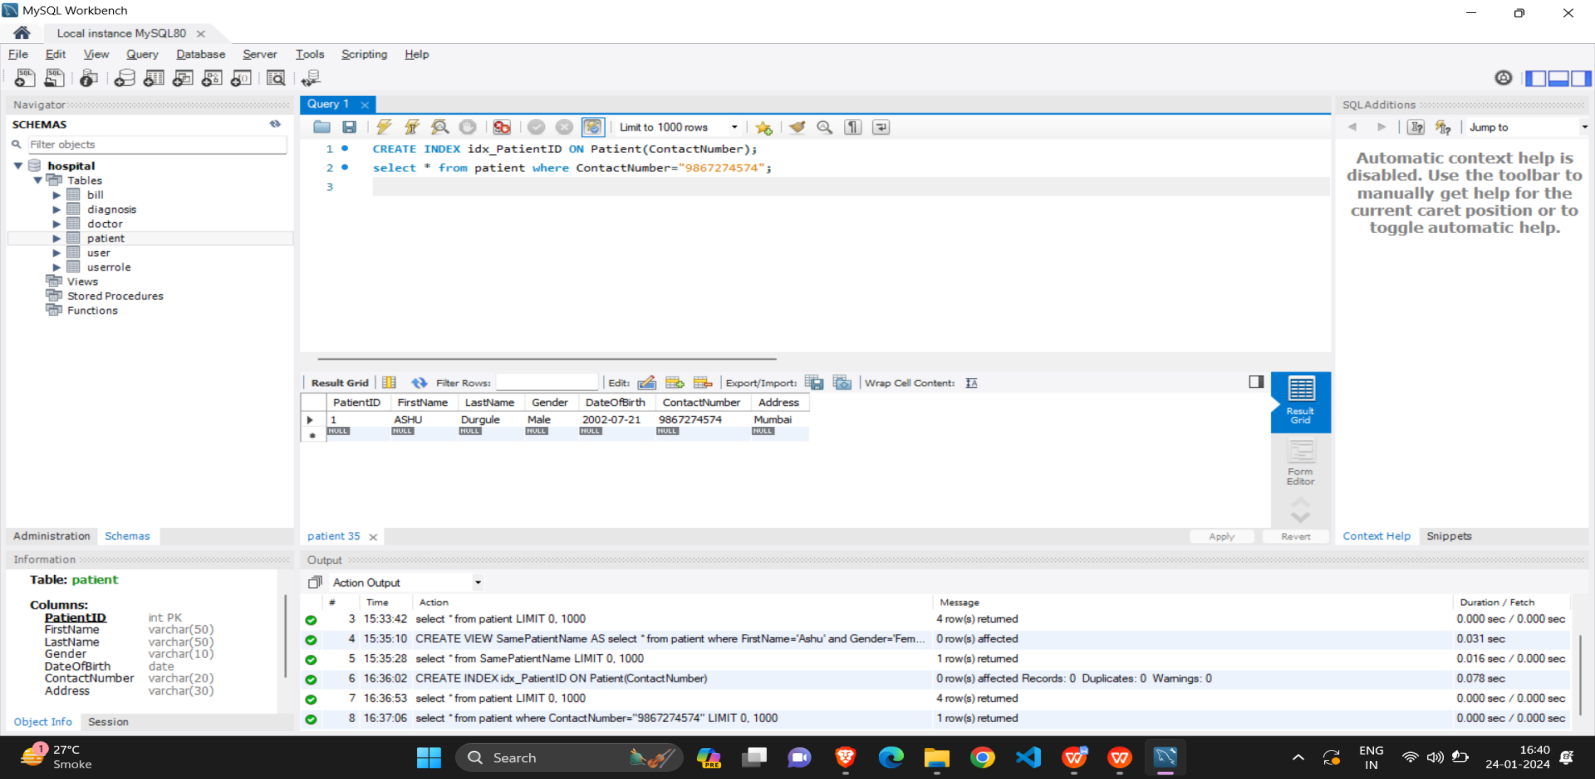 MySQL Workbench
Local instance MySQL80
File Edit View Query Database Server Tools Scripting Help
Navigator
SCHEMAS
Filter objects
hospital
Tables
bill
diagnosis
doctor
patient
user
userrole
Views
Stored Procedures
Functions
Administration Schemas
Information
Table: patient
Columns:
PatientID int PK
FirstName varchar(50)
LastName varchar(50)
Gender varchar(10)
DateOfBirth date
ContactNumber varchar(20)
Address varchar(30)
Object Info Session
Query 1
Limit to 1000 rows
1 CREATE INDEX idx_PatientID ON Patient(ContactNumber);
2 select * from patient where ContactNumber="9867274574";
3
Result Grid Filter Rows: Edit: Export/Import: Wrap Cell Content:
PatientID FirstName LastName Gender DateOfBirth ContactNumber Address
1 ASHU Durgule Male 2002-07-21 9867274574 Mumbai
NULL NULL NULL NULL NULL NULL NULL
Result
Grid
Form
Editor
patient 35 Apply Revert
Output
Action Output
# Time Action Message Duration / Fetch
3 15:33:42 select * from patient LIMIT 0, 1000 4 row(s) returned 0.000 sec / 0.000 sec
4 15:35:10 CREATE VIEW SamePatientName AS select * from patient where FirstName='Ashu' and Gender='Fem... 0 row(s) affected 0.031 sec
5 15:35:28 select * from SamePatientName LIMIT 0, 1000 1 row(s) returned 0.016 sec / 0.000 sec
6 16:36:02 CREATE INDEX idx_PatientID ON Patient(ContactNumber) 0 row(s) affected Records: 0 Duplicates: 0 Warnings: 0 0.078 sec
7 16:36:53 select * from patient LIMIT 0, 1000 4 row(s) returned 0.000 sec / 0.000 sec
8 16:37:06 select * from patient where ContactNumber="9867274574" LIMIT 0, 1000 1 row(s) returned 0.000 sec / 0.000 sec
SQLAdditions
Jump to
Automatic context help is
disabled. Use the toolbar to
manually get help for the
current caret position or to
toggle automatic help.
Context Help Snippets
1
27°C
Smoke
Search
PRE
ENG
IN
16:40
24-01-2024